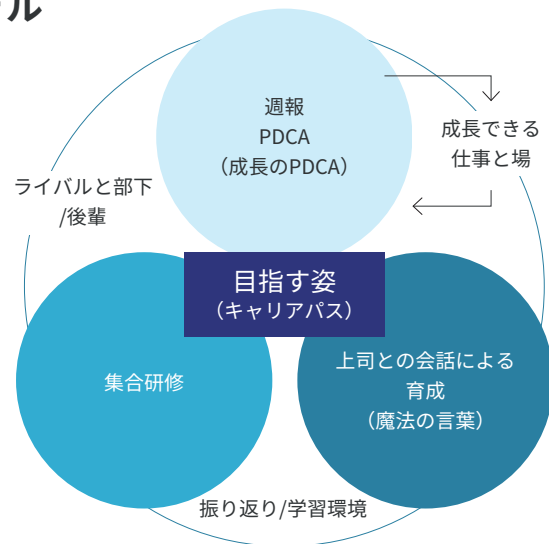 ル
週報
PDCA
（成長のPDCA）
成長できる
仕事と場
ライバルと部下
/後輩
目指す姿
（キャリアパス）
集合研修
上司との会話による
育成
（魔法の言葉）
振り返り/学習環境